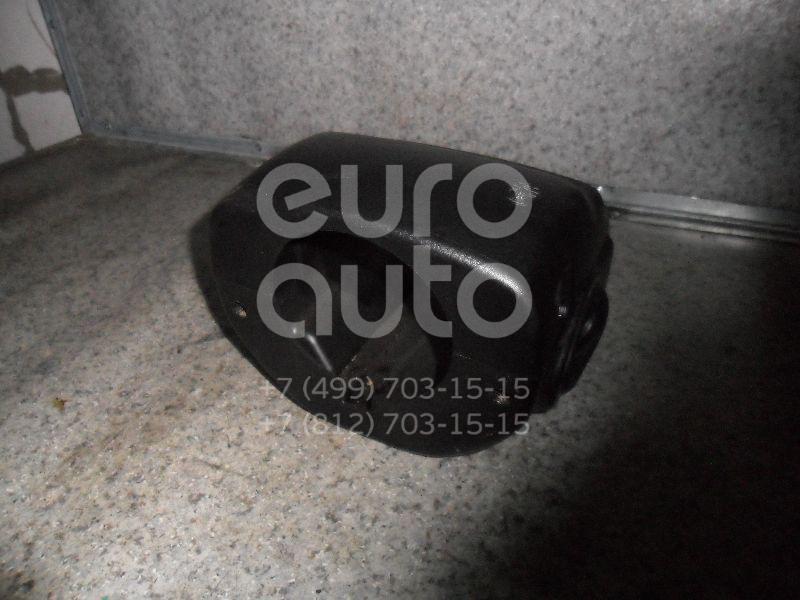 euro
auto
+7 (499) 703-15-15
+7 (812) 703-15-15